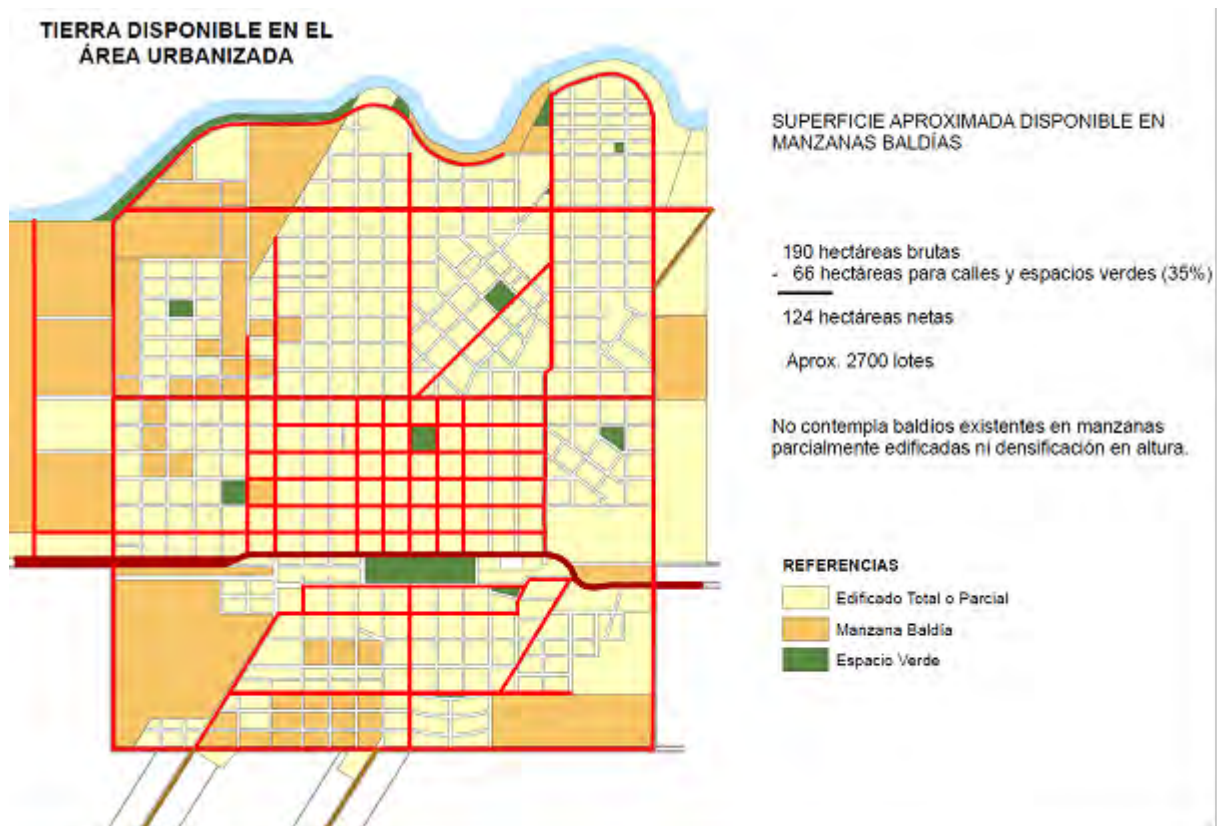 TIERRA DISPONIBLE EN EL
ÁREA URBANIZADA
SUPERFICIE APROXIMADA DISPONIBLE EN
MANZANAS BALDÍAS
190 hectáreas brutas
- 66 hectáreas para calles y espacios verdes (35%)
124 hectáreas netas
Aprox. 2700 lotes
No contempla baldíos existentes en manzanas
parcialmente edificadas ni densificación en altura.
REFERENCIAS
Edificado Total o Parcial
Manzana Baldía
Espacio Verde